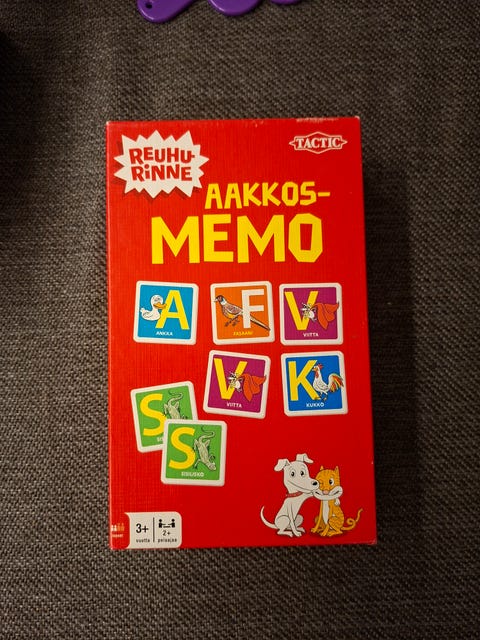 REUHU-
RINNE
TACTIC
AAKKOS-
MEMO
A
ANKKA
F
FASAANI
V
VIITTA
V
VIITTA
K
KUKKO
S
S
SISILISKO
3+
vuotta
2+
pelaajaa